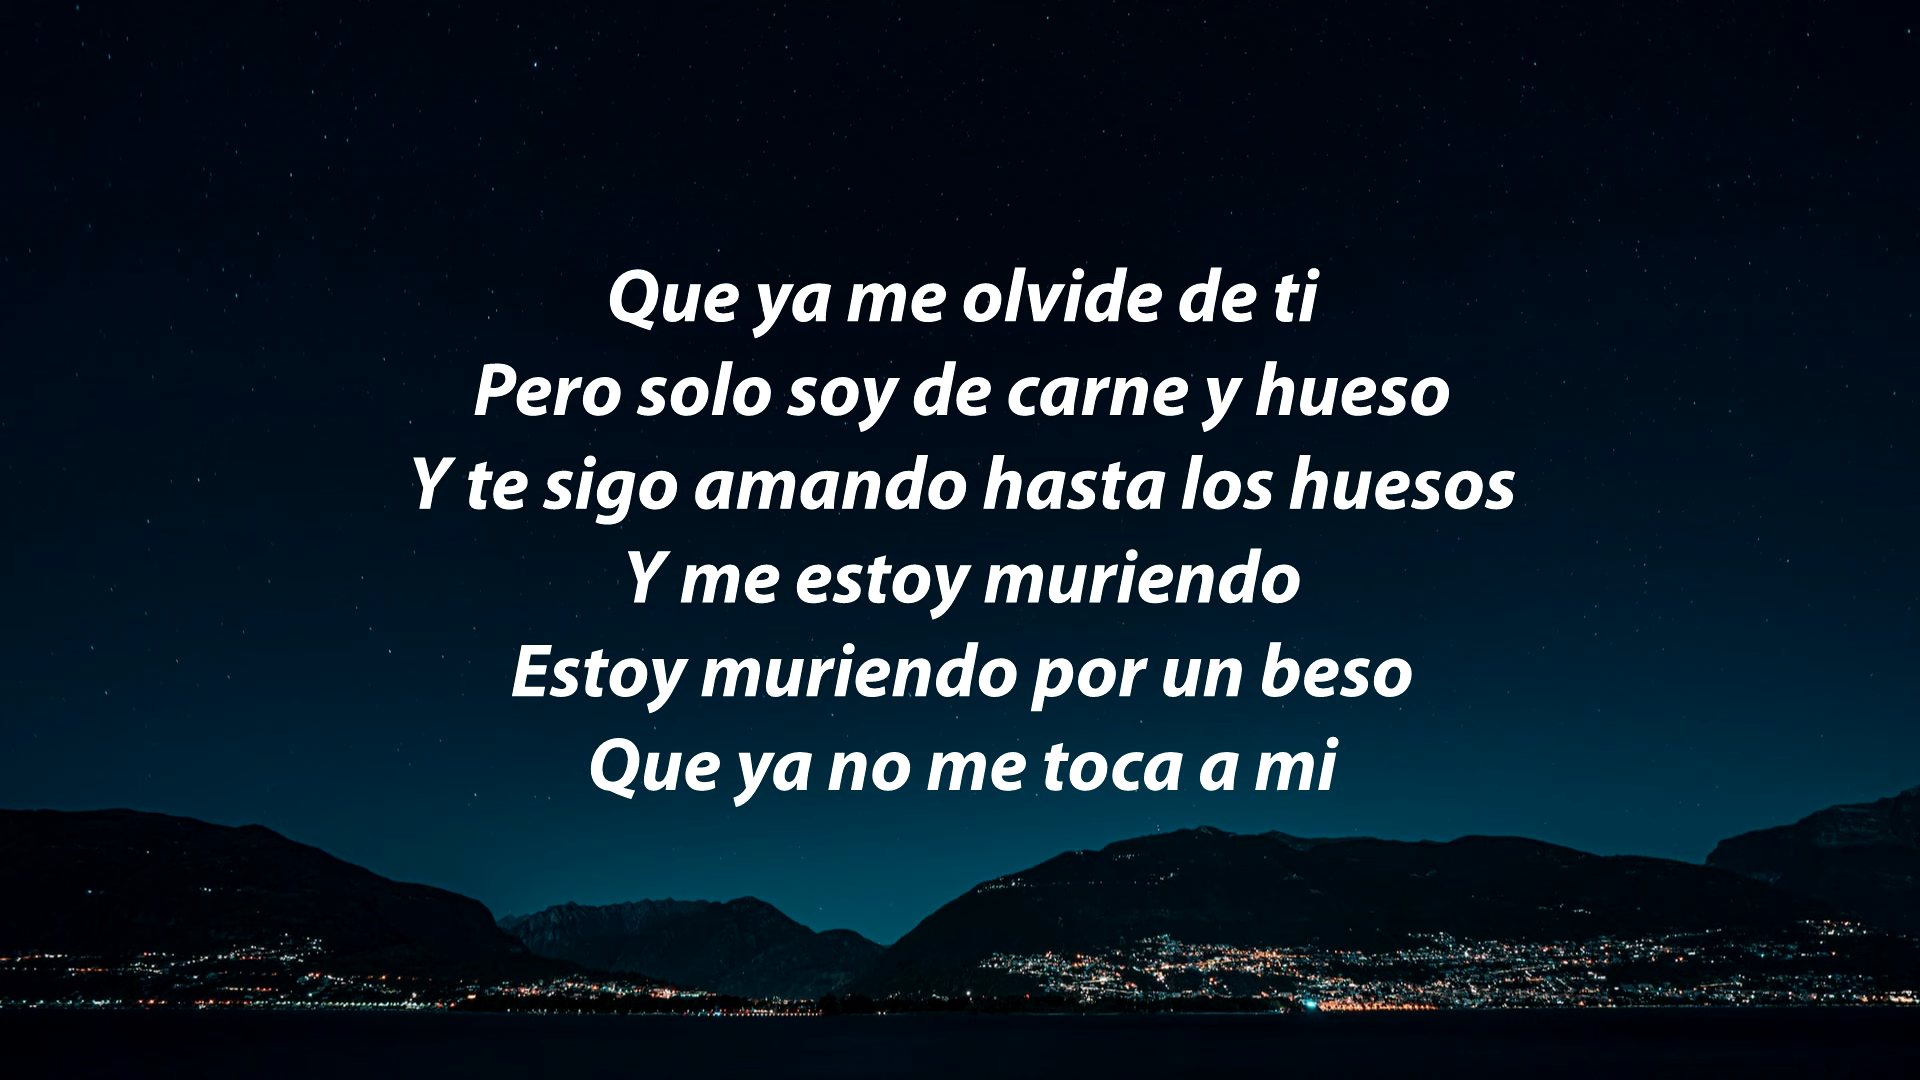 Que ya me olvide de ti
Pero solo soy de carne y hueso
Y te sigo amando hasta los huesos
Y me estoy muriendo
Estoy muriendo por un beso
Que ya no me toca a mi